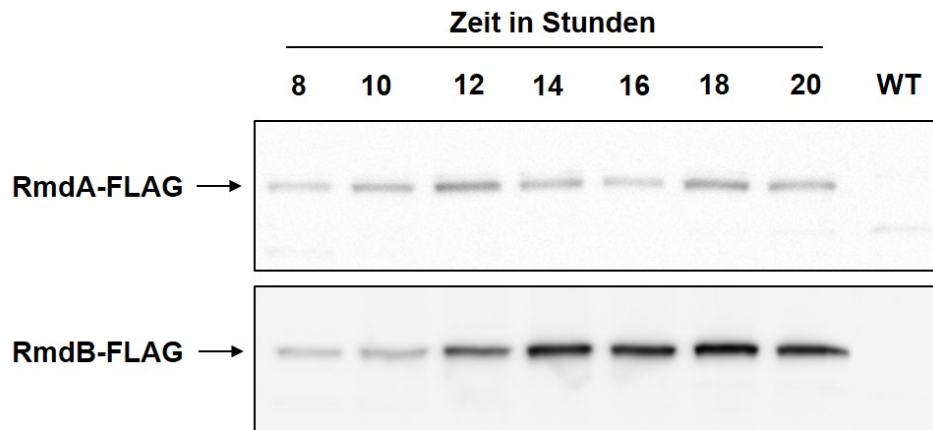 Zeit in Stunden
8 10 12 14 16 18 20 WT
RmdA-FLAG
RmdB-FLAG